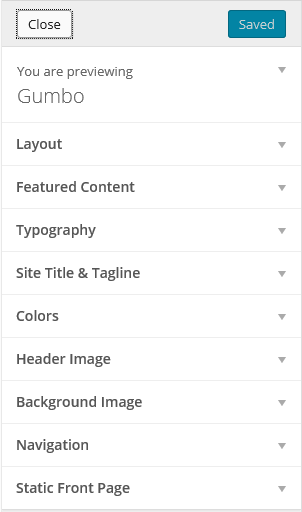 Close
Saved
You are previewing
Gumbo
Layout
Featured Content
Typography
Site Title & Tagline
Colors
Header Image
Background Image
Navigation
Static Front Page